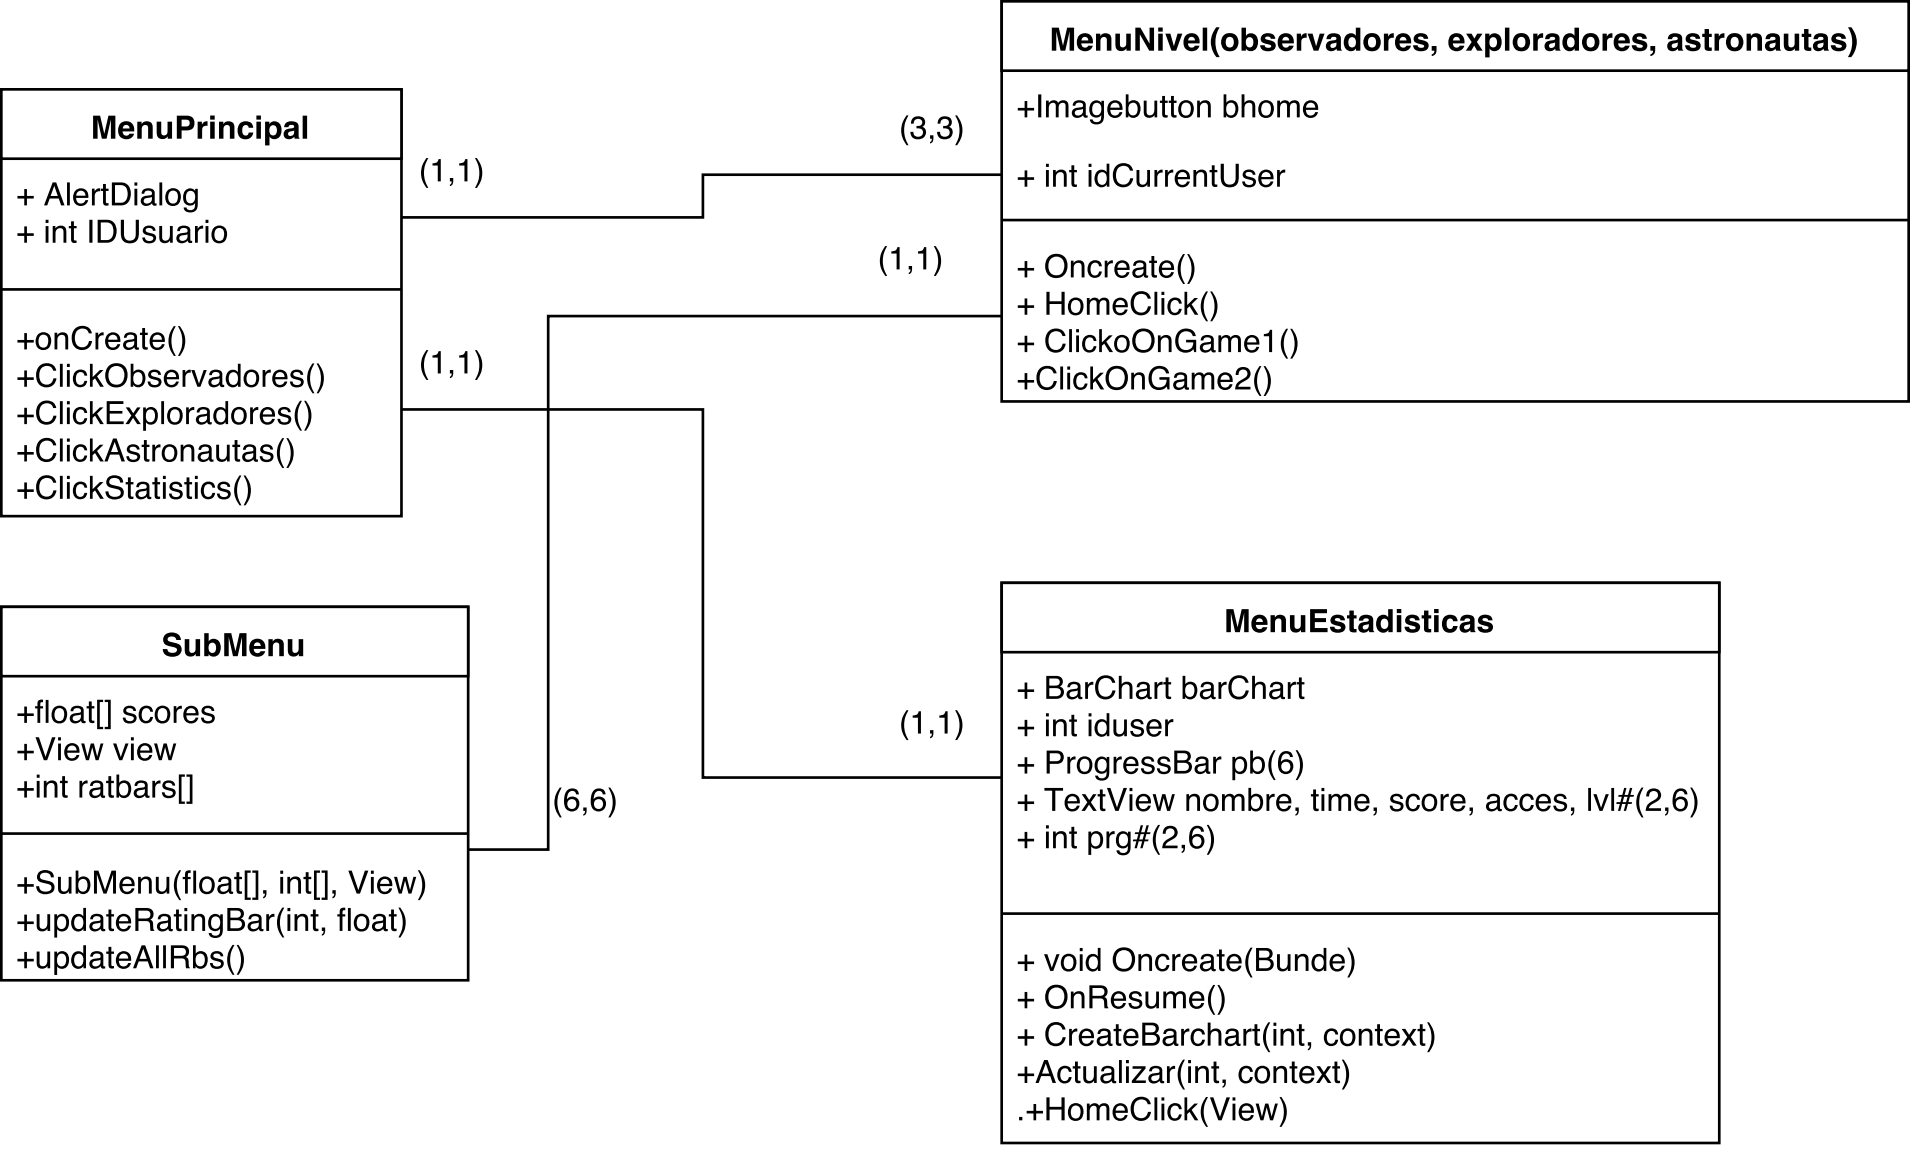 MenuNivel(observadores, exploradores, astronautas)
+Imagebutton bhome
+ int idCurrentUser
+ Oncreate()
+ HomeClick()
+ ClickoOnGame1()
+ClickOnGame2()
MenuPrincipal
+ AlertDialog
+ int IDUsuario
+onCreate()
+ClickObservadores()
+ClickExploradores()
+ClickAstronautas()
+ClickStatistics()
(1,1)
(3,3)
(1,1)
(1,1)
SubMenu
+float[] scores
+View view
+int ratbars[]
+SubMenu(float[], int[], View)
+updateRatingBar(int, float)
+updateAllRbs()
(6,6)
(1,1)
MenuEstadisticas
+ BarChart barChart
+ int iduser
+ ProgressBar pb(6)
+ TextView nombre, time, score, acces, lvl#(2,6)
+ int prg#(2,6)
+ void Oncreate(Bunde)
+ OnResume()
+ CreateBarchart(int, context)
+Actualizar(int, context)
.+HomeClick(View)